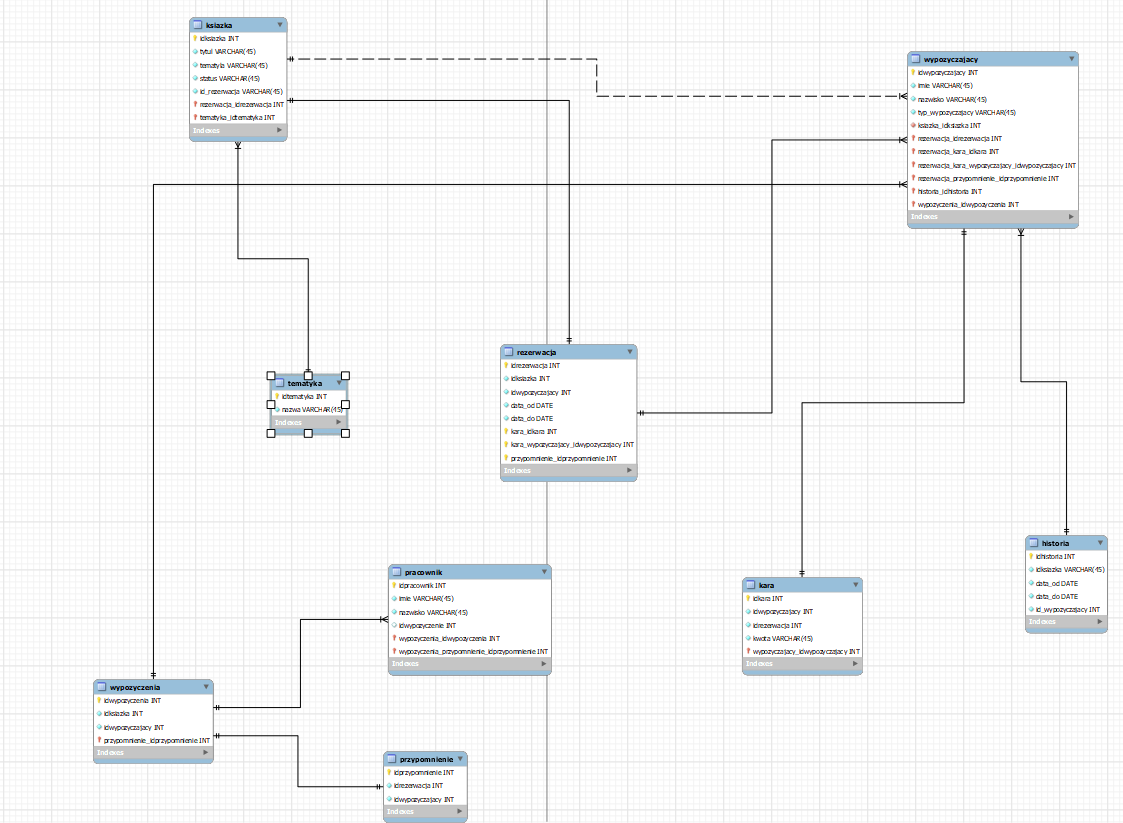 ksiazka
idksiazka INT
tytul VARCHAR(45)
tematyla VARCHAR(45)
status VARCHAR(45)
id_rezerwacja VARCHAR(45)
rezerwacja_idrezerwacja INT
tematyka_idtematyka INT
Indexes
wypozyczajacy
idwypozyczajacy INT
imie VARCHAR(45)
nazwisko VARCHAR(45)
typ_wypozyczajacy VARCHAR(45)
ksiazka_idksiazka INT
rezerwacja_idrezerwacja INT
rezerwacja_kara_idkara INT
rezerwacja_kara_wypozyczajacy_idwypozyczajacy INT
rezerwacja_przypomnienie_idprzypomnienie INT
historia_idhistoria INT
wypozyczenia_idwypozyczenia INT
Indexes
rezerwacja
idrezerwacja INT
idksiazka INT
idwypozyczajacy INT
data_od DATE
data_do DATE
kara_idkara INT
kara_wypozyczajacy_idwypozyczajacy INT
przypomnienie_idprzypomnienie INT
Indexes
tematyka
idtematyka INT
nazwa VARCHAR(45)
Indexes
historia
idhistoria INT
idksiazka VARCHAR(45)
data_od DATE
data_do DATE
id_wypozyczajacy INT
Indexes
pracownik
idpracownik INT
imie VARCHAR(45)
nazwisko VARCHAR(45)
idwypozyczenie INT
wypozyczenia_idwypozyczenia INT
wypozyczenia_przypomnienie_idprzypomnienie INT
Indexes
kara
idkara INT
idwypozyczajacy INT
idrezerwacja INT
kwota VARCHAR(45)
wypozyczajacy_idwypozyczajacy INT
Indexes
wypozyczenia
idwypozyczenia INT
idksiazka INT
idwypozyczajacy INT
przypomnienie_idprzypomnienie INT
Indexes
przypomnienie
idprzypomnienie INT
idrezerwacja INT
idwypozyczajacy INT
Indexes